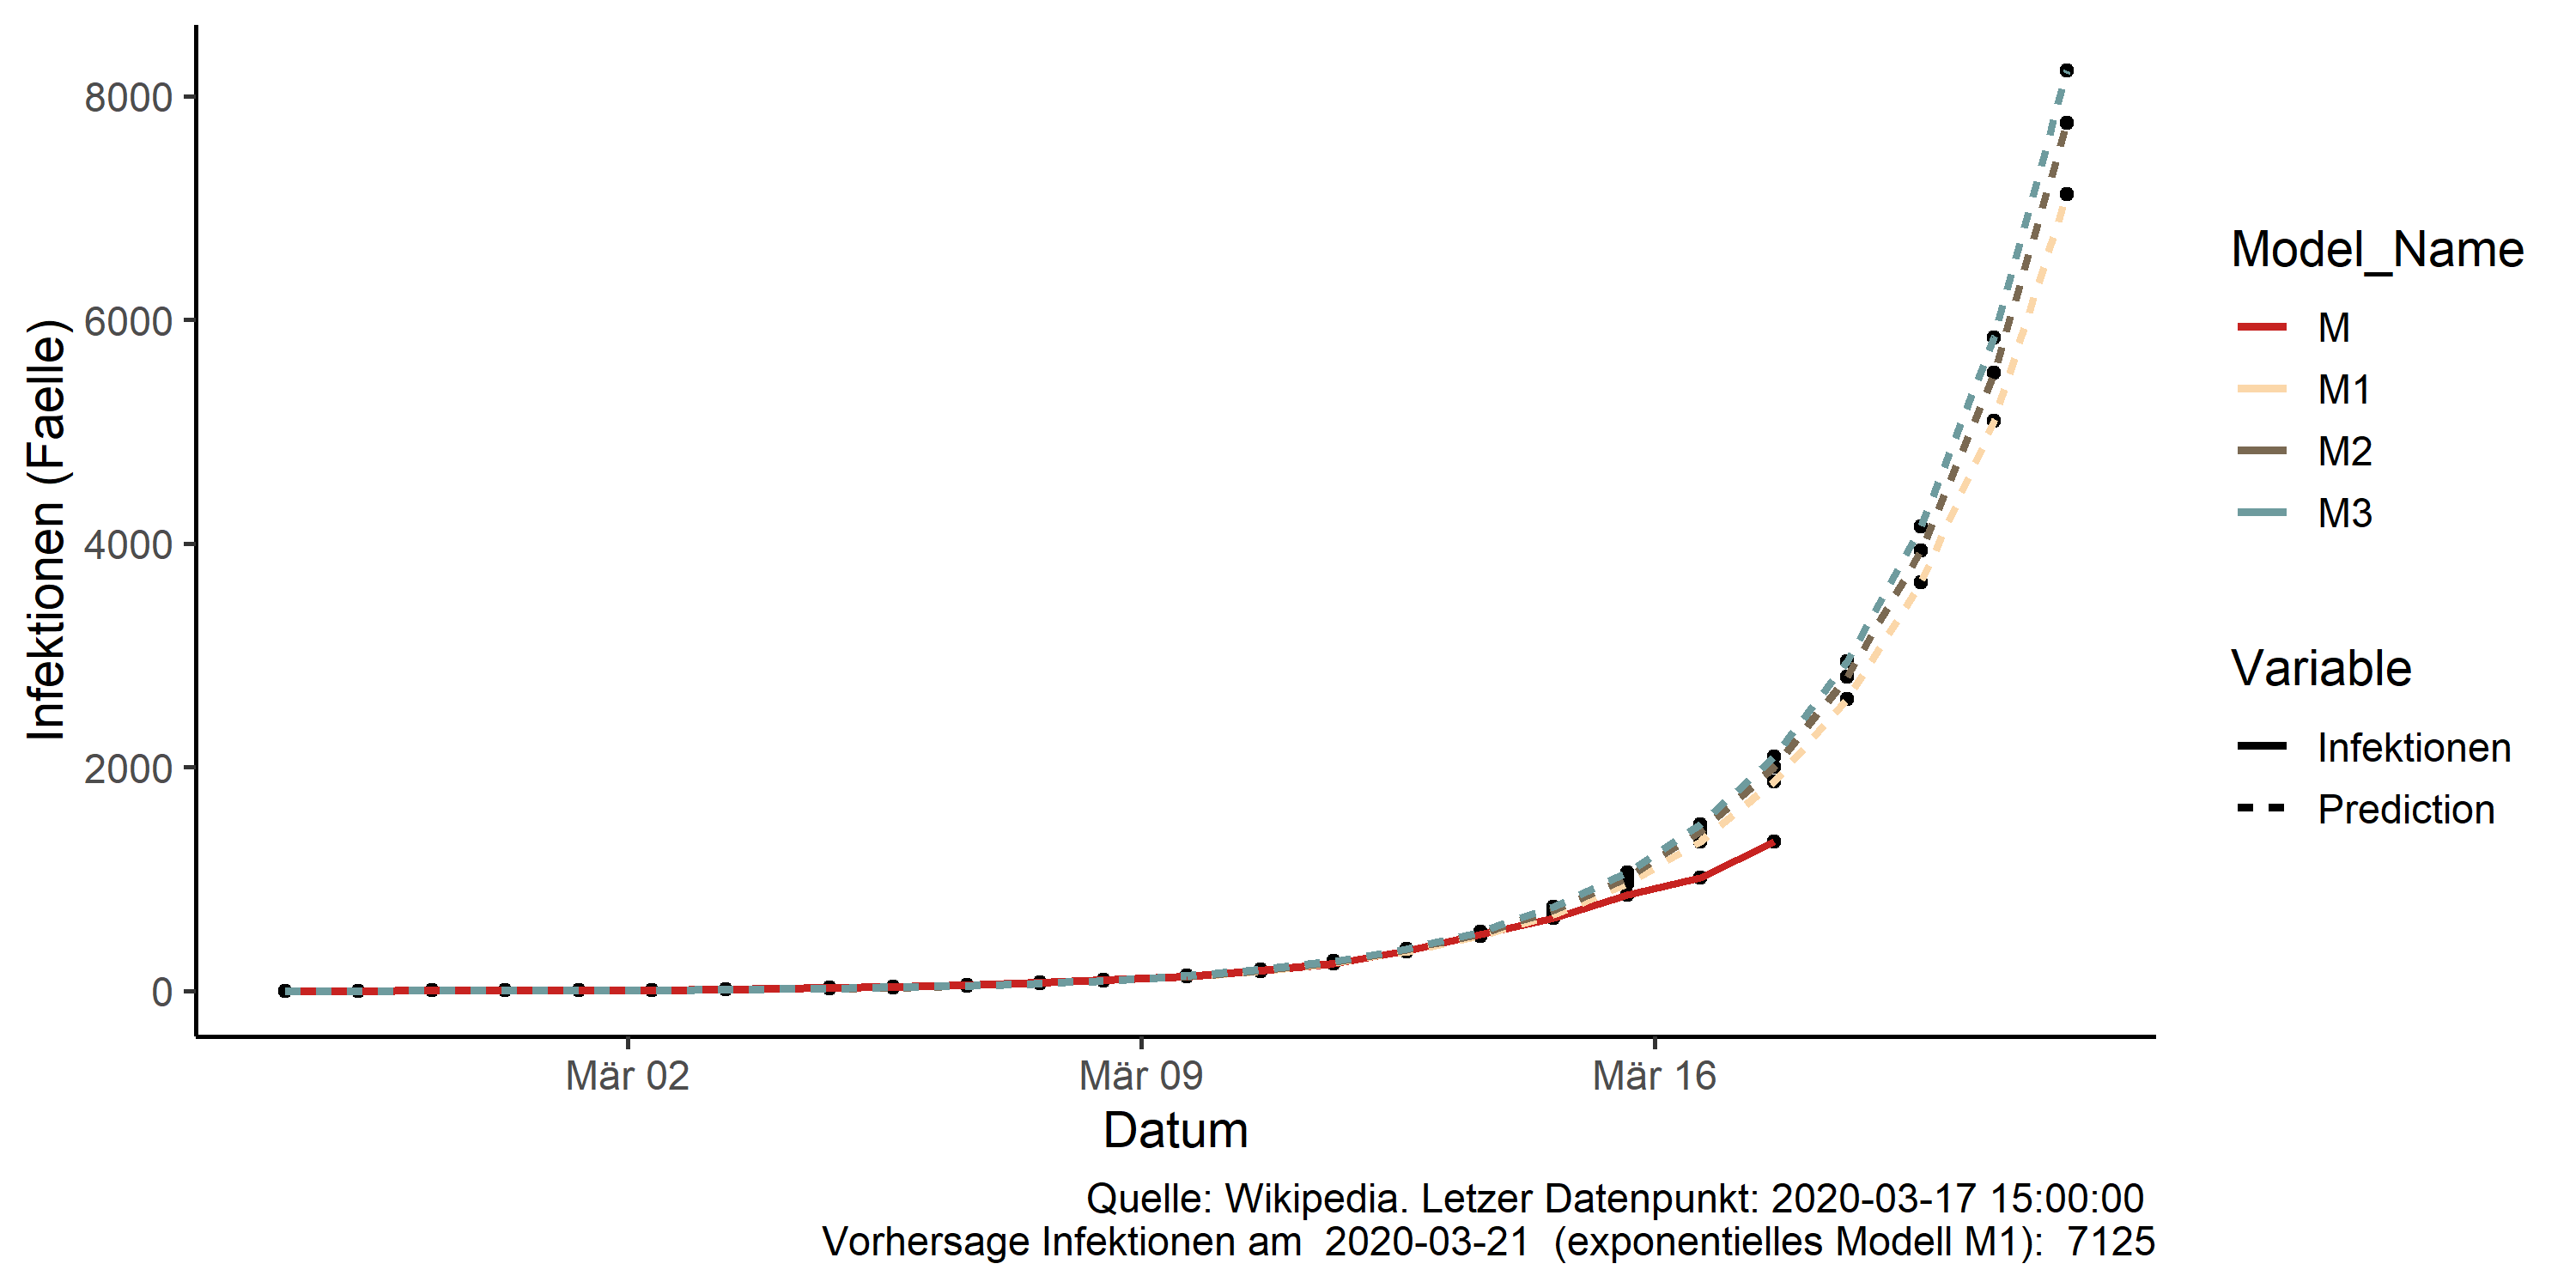 8000
6000
4000
2000
0
Infektionen (Faelle)
Mär 02
Mär 09
Mär 16
Datum
Model_Name
M
M1
M2
M3
Variable
Infektionen
Prediction
Quelle: Wikipedia. Letzer Datenpunkt: 2020-03-17 15:00:00
Vorhersage Infektionen am  2020-03-21  (exponentielles Modell M1):  7125